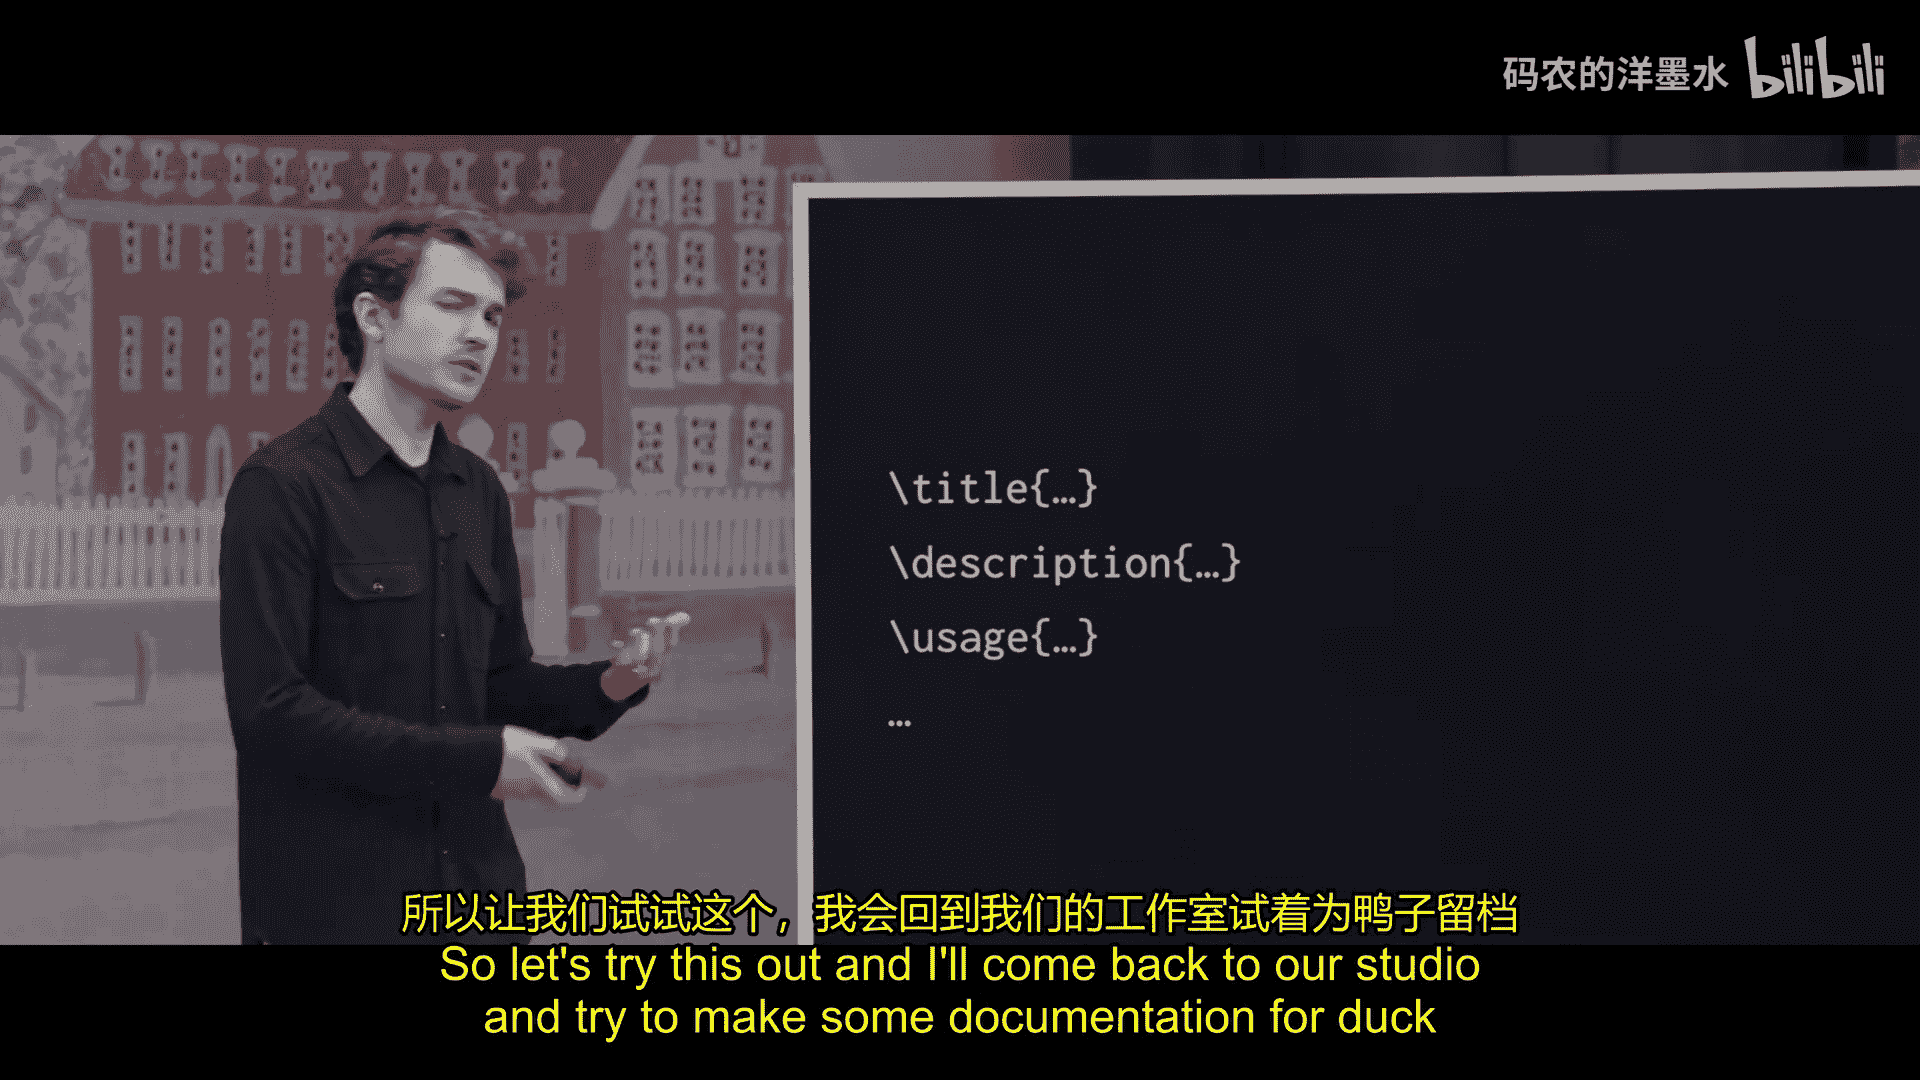 码农的洋墨水 bilibili
\title{…}
\description{…}
\usage{…}
…
所以让我们试试这个，我会回到我们的工作室试着为鸭子留档
So let's try this out and I'll come back to our studio
and try to make some documentation for duck